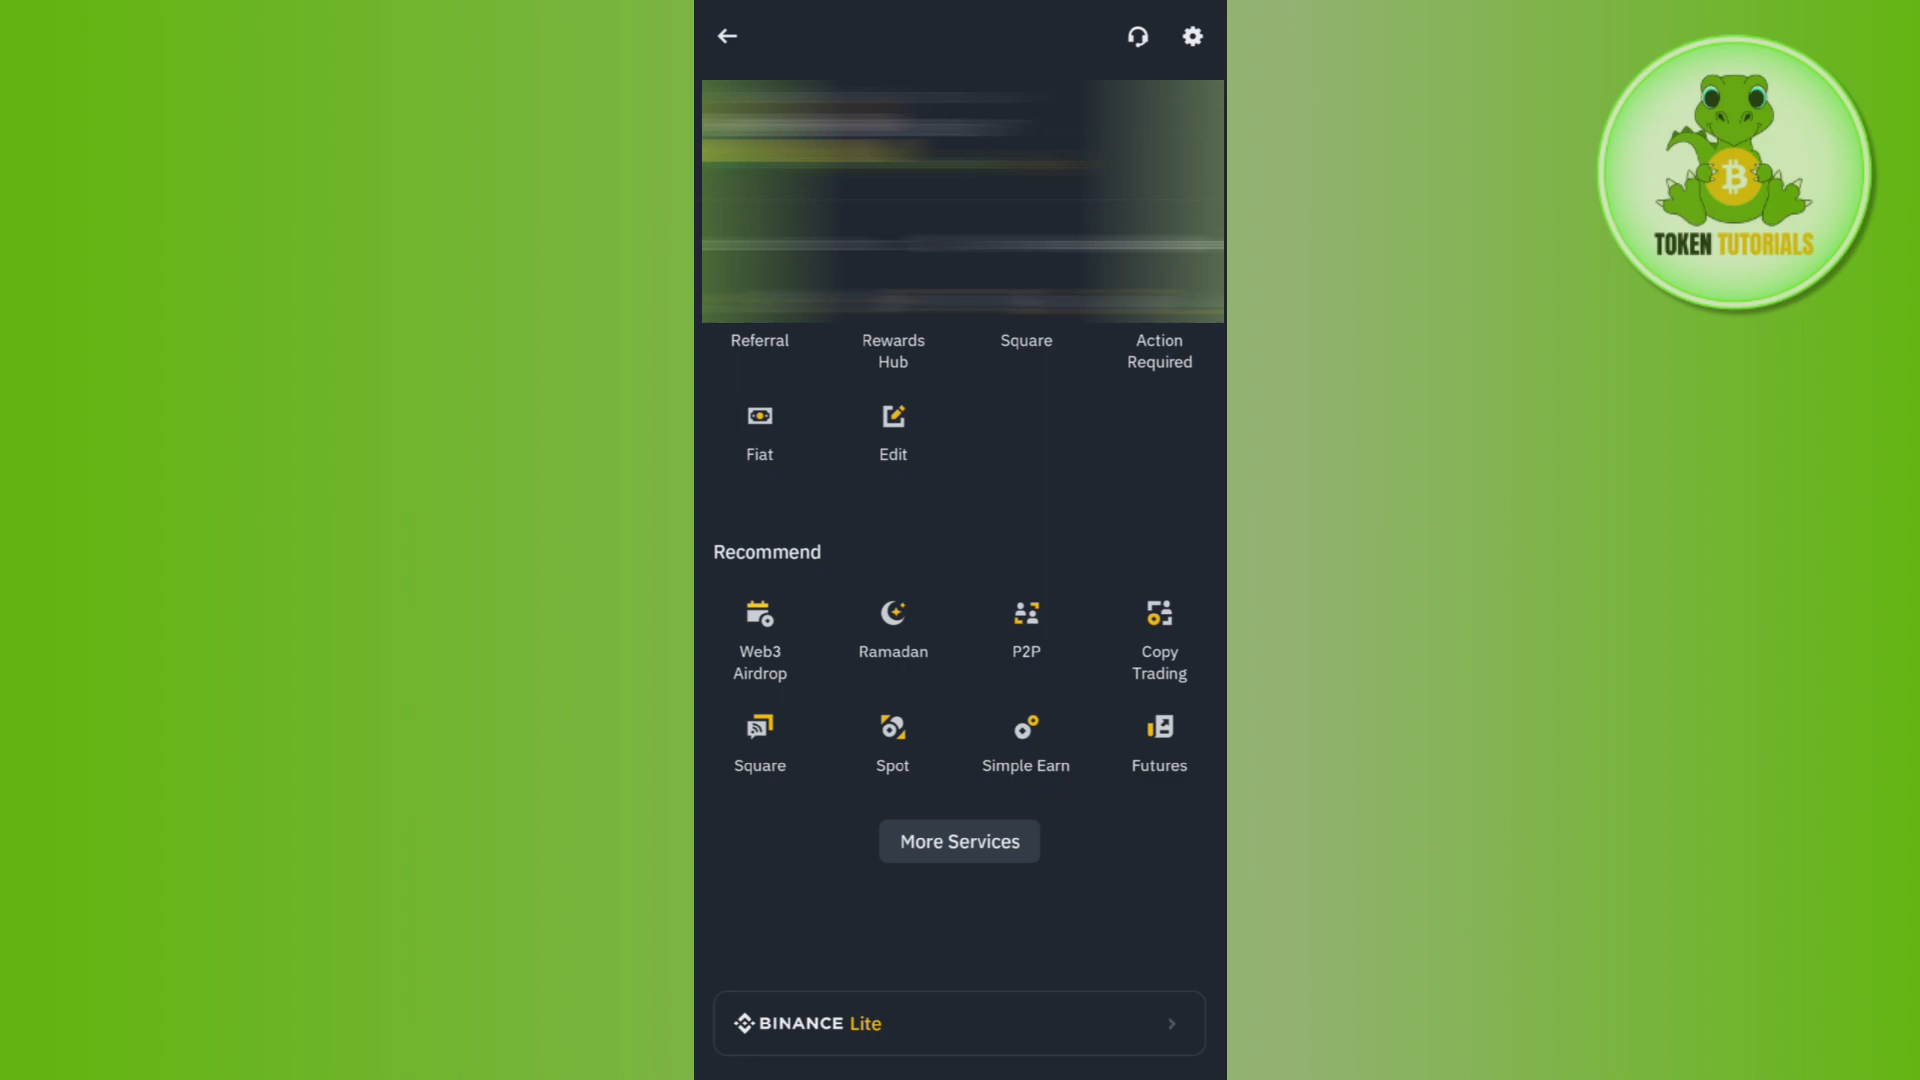 TOKEN TUTORIALS
Referral
Rewards
Hub
Square
Action
Required
Fiat
Edit
Recommend
Web3
Airdrop
Ramadan
P2P
Copy
Trading
Square
Spot
Simple Earn
Futures
More Services
BINANCE Lite